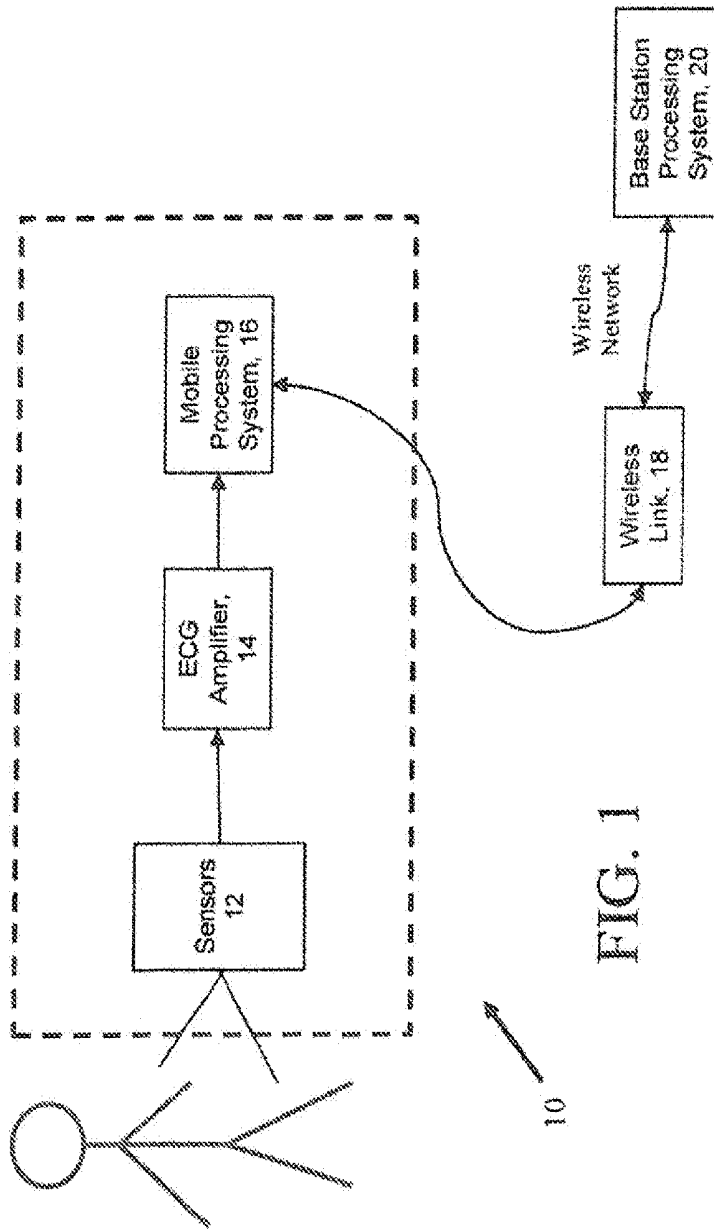 Sensors
12
ECG
Amplifier,
14
Mobile
Processing
System, 16
Wireless
Link, 18
Wireless
Network
Base Station
Processing
System, 20
10
FIG. 1